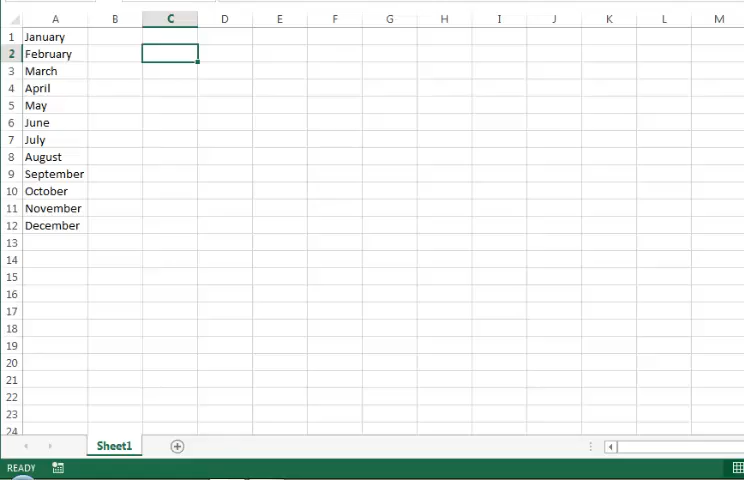 A B C D E F G H I J K L M
1 January
2 February
3 March
4 April
5 May
6 June
7 July
8 August
9 September
10 October
11 November
12 December
13
14
15
16
17
18
19
20
21
22
23
24
Sheet1
READY